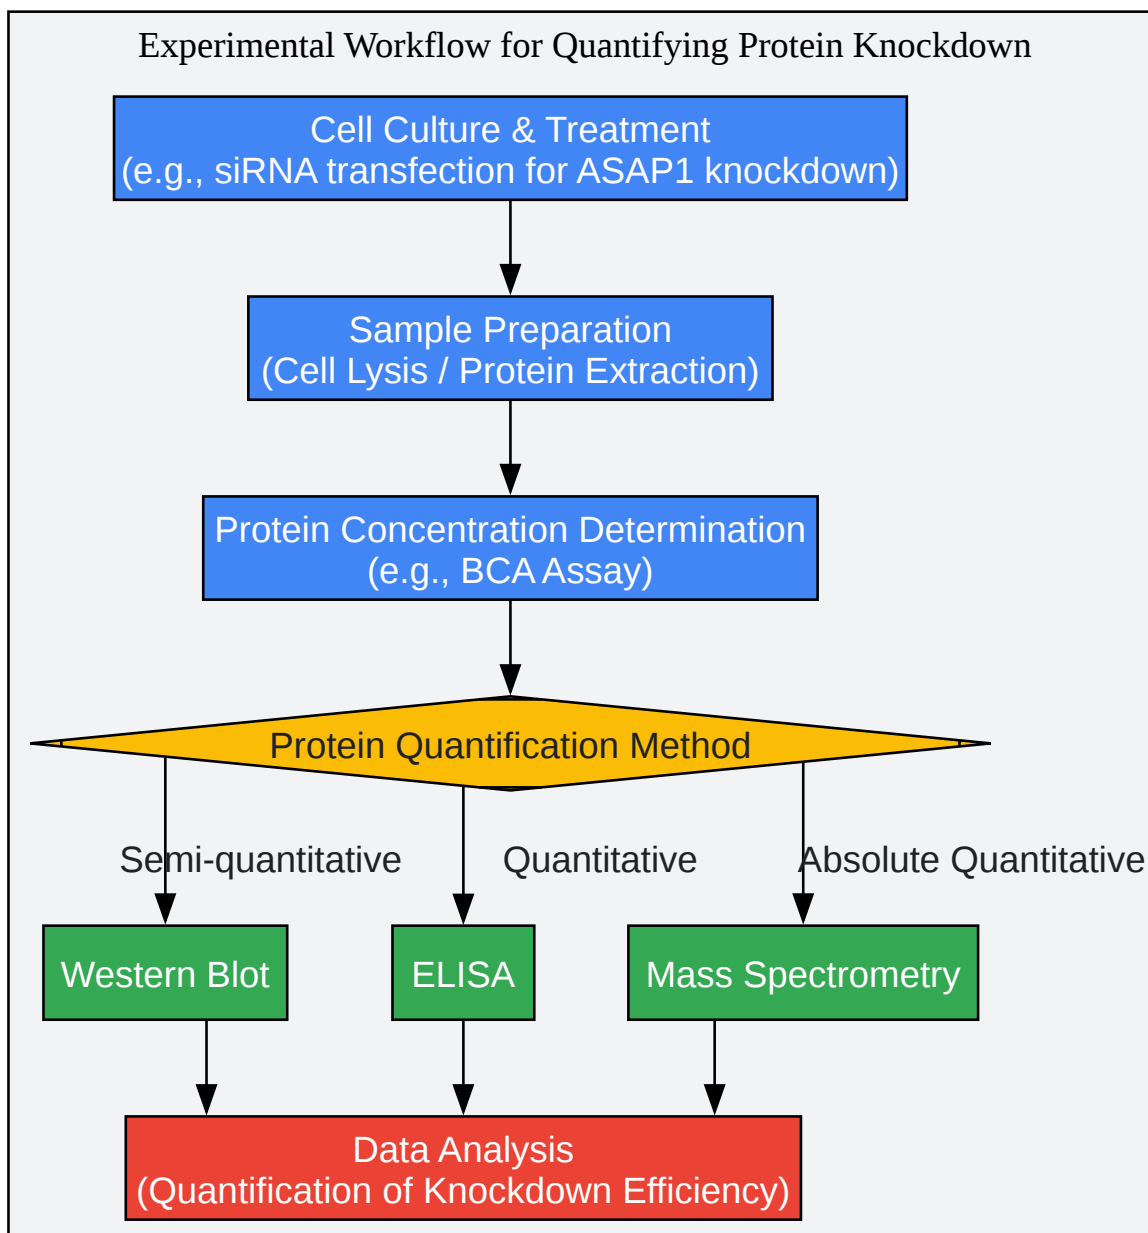 Experimental Workflow for Quantifying Protein Knockdown
Cell Culture & Treatment
(e.g., siRNA transfection for ASAP1 knockdown)
Sample Preparation
(Cell Lysis / Protein Extraction)
Protein Concentration Determination
(e.g., BCA Assay)
Protein Quantification Method
Semi-quantitative
Quantitative
Absolute Quantitative
Western Blot
ELISA
Mass Spectrometry
Data Analysis
(Quantification of Knockdown Efficiency)